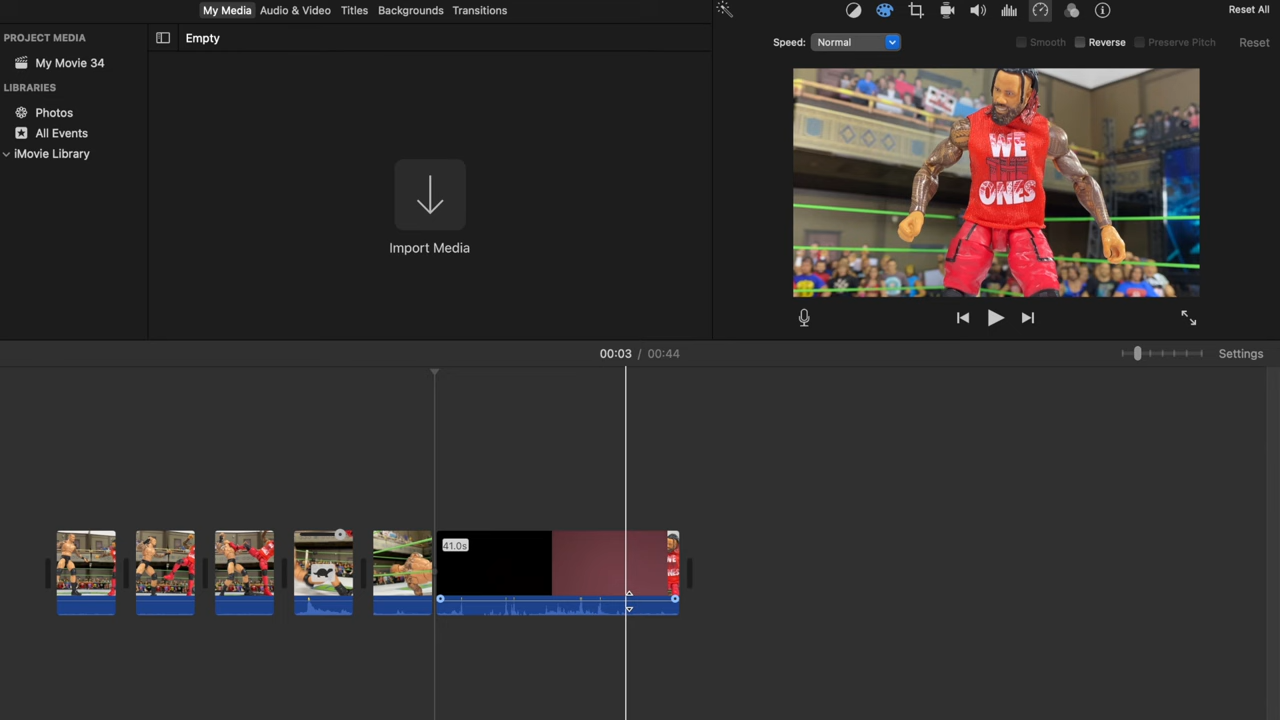 My Media Audio & Video Titles Backgrounds Transitions
Reset All
PROJECT MEDIA
Empty
Speed: Normal Smooth Reverse Preserve Pitch Reset
My Movie 34
LIBRARIES
Photos
All Events
iMovie Library
WE
THE
ONES
Import Media
00:03 / 00:44
Settings
41.0s